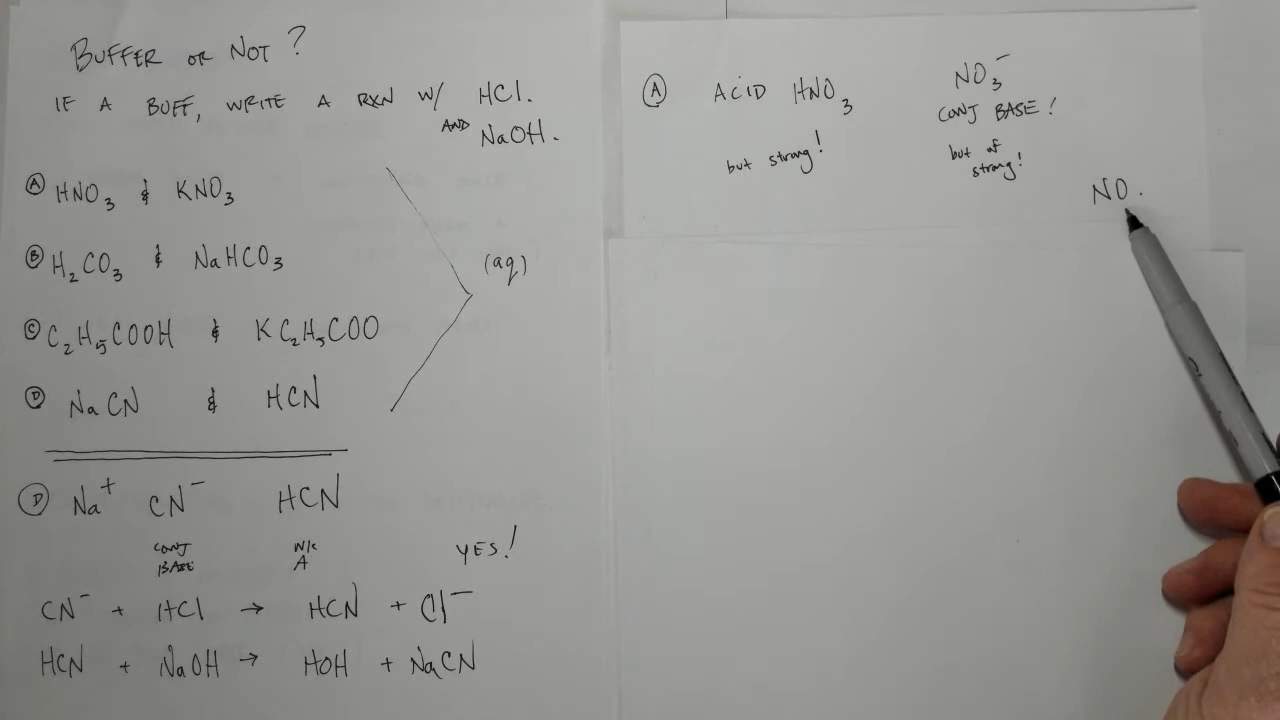 BUFFER OR NOT?
IF A BUFF, WRITE A RXN W/ HCl.
AND NaOH.
Ⓐ HNO₃ & KNO₃
Ⓑ H₂CO₃ & NaHCO₃
Ⓒ C₂H₅COOH & KC₂H₅COO
Ⓓ NaCN & HCN
(aq)
Ⓓ Na⁺ CN⁻ HCN
CONJ BASE
WK A
YES!
CN⁻ + HCl → HCN + Cl⁻
HCN + NaOH → HOH + NaCN
Ⓐ ACID HNO₃ NO₃⁻
CONJ BASE!
but strong!
but of
strong!
NO.